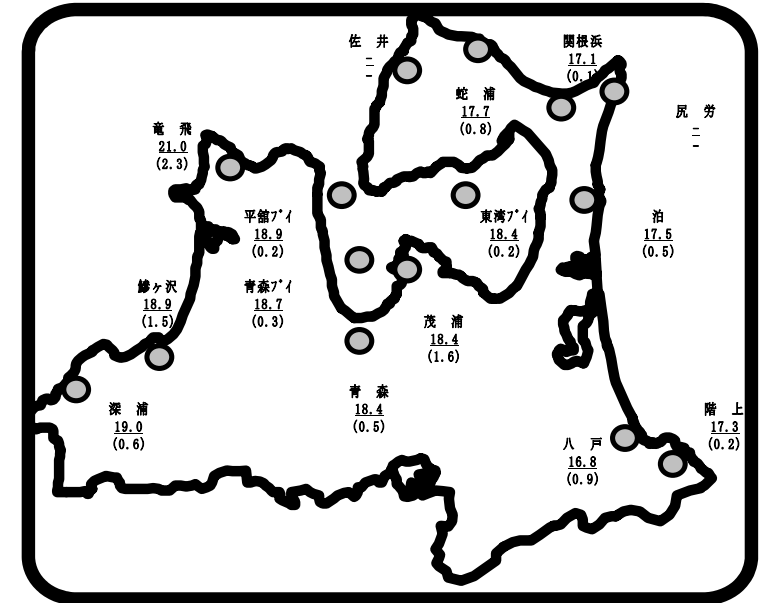 佐 井
-
-
関根浜
17.1
(0.1)
蛇 浦
17.7
(0.8)
尻 労
-
-
竜 飛
21.0
(2.3)
平舘ﾌﾞｲ
18.9
(0.2)
東湾ﾌﾞｲ
18.4
(0.2)
泊
17.5
(0.5)
鰺ヶ沢
18.9
(1.5)
青森ﾌﾞｲ
18.7
(0.3)
茂 浦
18.4
(1.6)
深 浦
19.0
(0.6)
青 森
18.4
(0.5)
階 上
17.3
(0.2)
八 戸
16.8
(0.9)